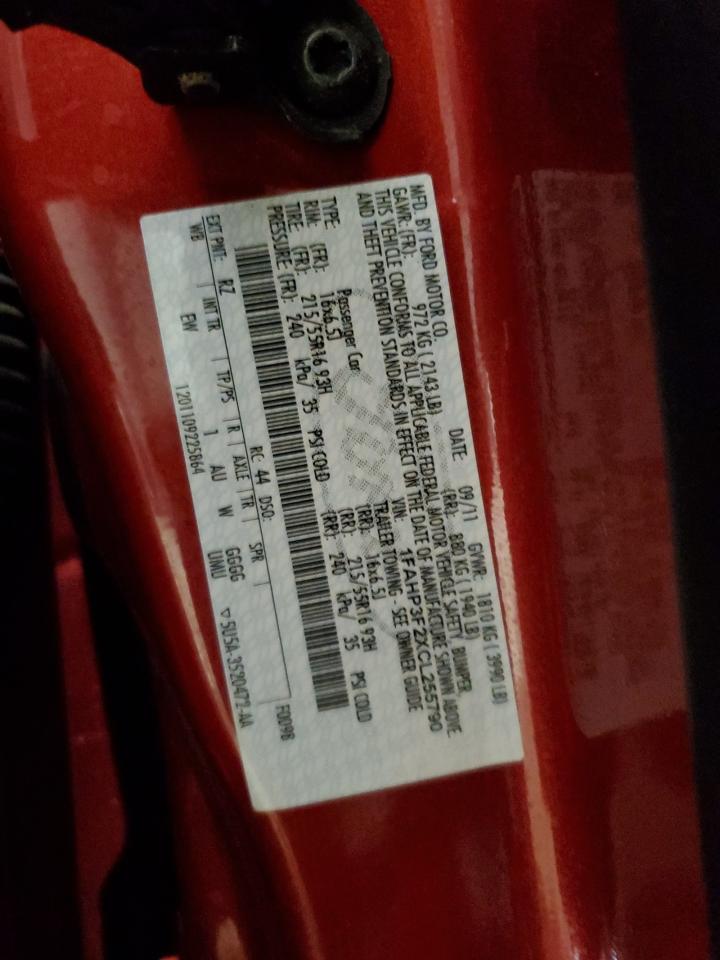 MFD. BY FORD MOTOR CO.
DATE: 09/11 GVWR: 1810 KG ( 3990 LB)
GAWR: (FR): 972 KG ( 2143 LB) (RR): 880 KG ( 1940 LB)
THIS VEHICLE CONFORMS TO ALL APPLICABLE FEDERAL MOTOR VEHICLE SAFETY, BUMPER,
AND THEFT PREVENTION STANDARDS IN EFFECT ON THE DATE OF MANUFACTURE SHOWN ABOVE.
VIN: 1FAHP3F2XCL255790
TYPE: Passenger Car TRAILER TOWING - SEE OWNER GUIDE
RIM: (FR): 16x6.5J (RR): 16x6.5J
TIRE: (FR): 215/55R16 93H (RR): 215/55R16 93H
PRESSURE (FR): 240 kPa/ 35 PSI COLD (RR): 240 kPa/ 35 PSI COLD
RC: 44 DSO: F009B
EXT PNT: RZ INT TR TP/PS R AXLE TR SPR
WB EW 1 AU W GGGG
1201109225864 UMU ▽5U5A-3520472-AA